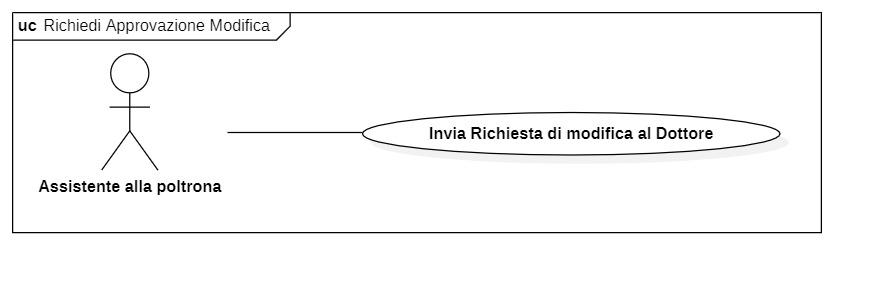 uc Richiedi Approvazione Modifica
Invia Richiesta di modifica al Dottore
Assistente alla poltrona